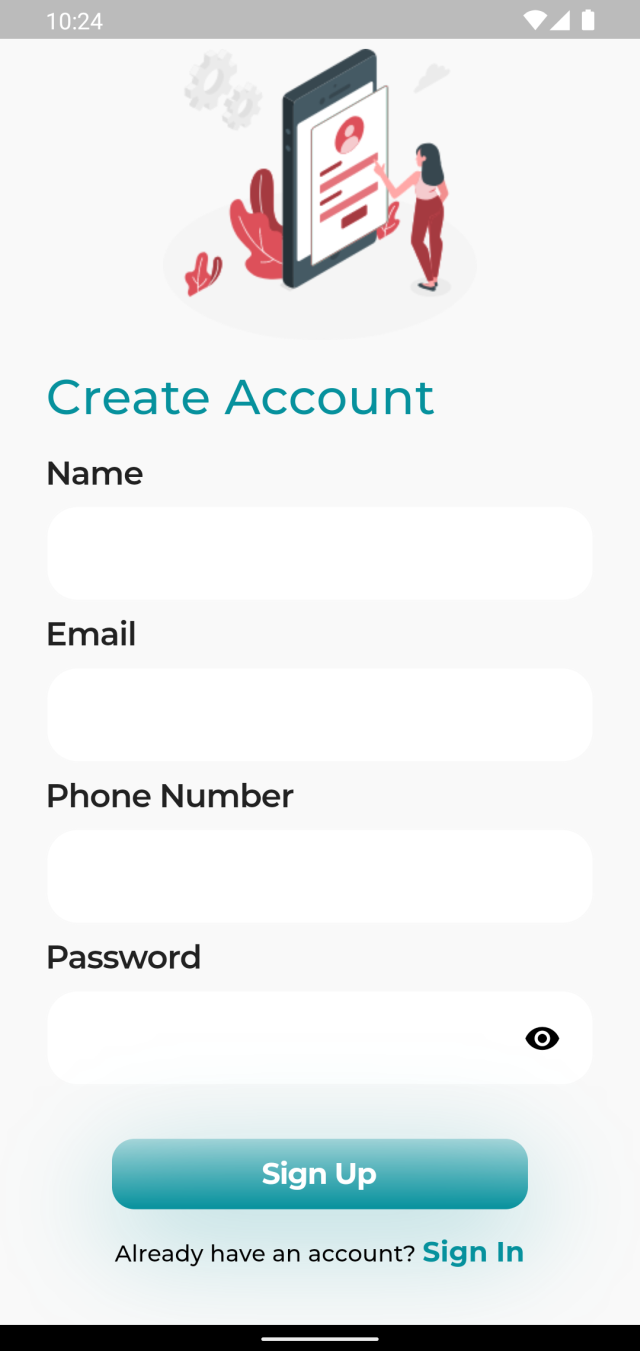 10:24
Create Account
Name
Email
Phone Number
Password
Sign Up
Already have an account? Sign In